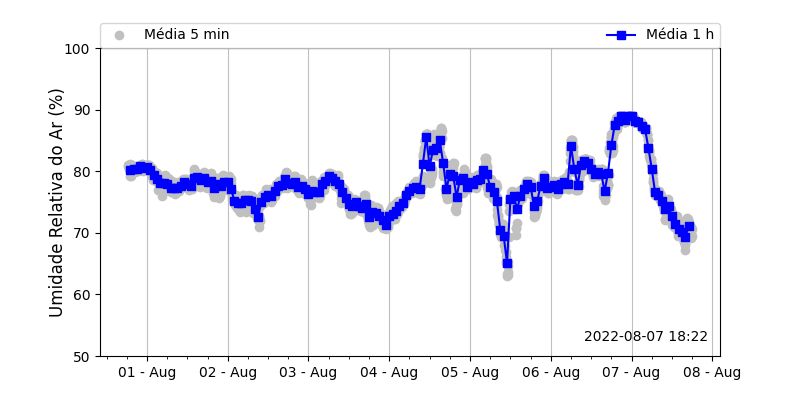 Média 5 min
Média 1 h
Umidade Relativa do Ar (%)
100
90
80
70
60
50
2022-08-07 18:22
01 - Aug
02 - Aug
03 - Aug
04 - Aug
05 - Aug
06 - Aug
07 - Aug
08 - Aug